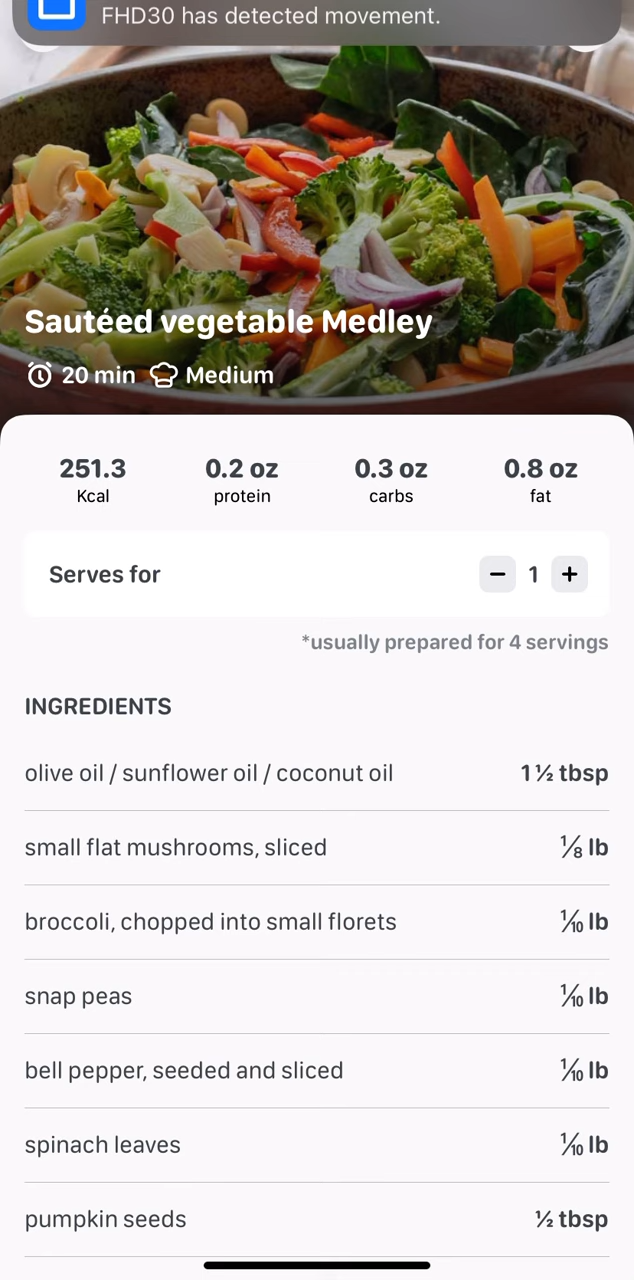 FHD30 has detected movement.
Sautéed vegetable Medley
20 min Medium
251.3 0.2 oz 0.3 oz 0.8 oz
Kcal protein carbs fat
Serves for − 1 +
*usually prepared for 4 servings
INGREDIENTS
olive oil / sunflower oil / coconut oil 1 ½ tbsp
small flat mushrooms, sliced ⅛ lb
broccoli, chopped into small florets ⅒ lb
snap peas ⅒ lb
bell pepper, seeded and sliced ⅒ lb
spinach leaves ⅒ lb
pumpkin seeds ½ tbsp